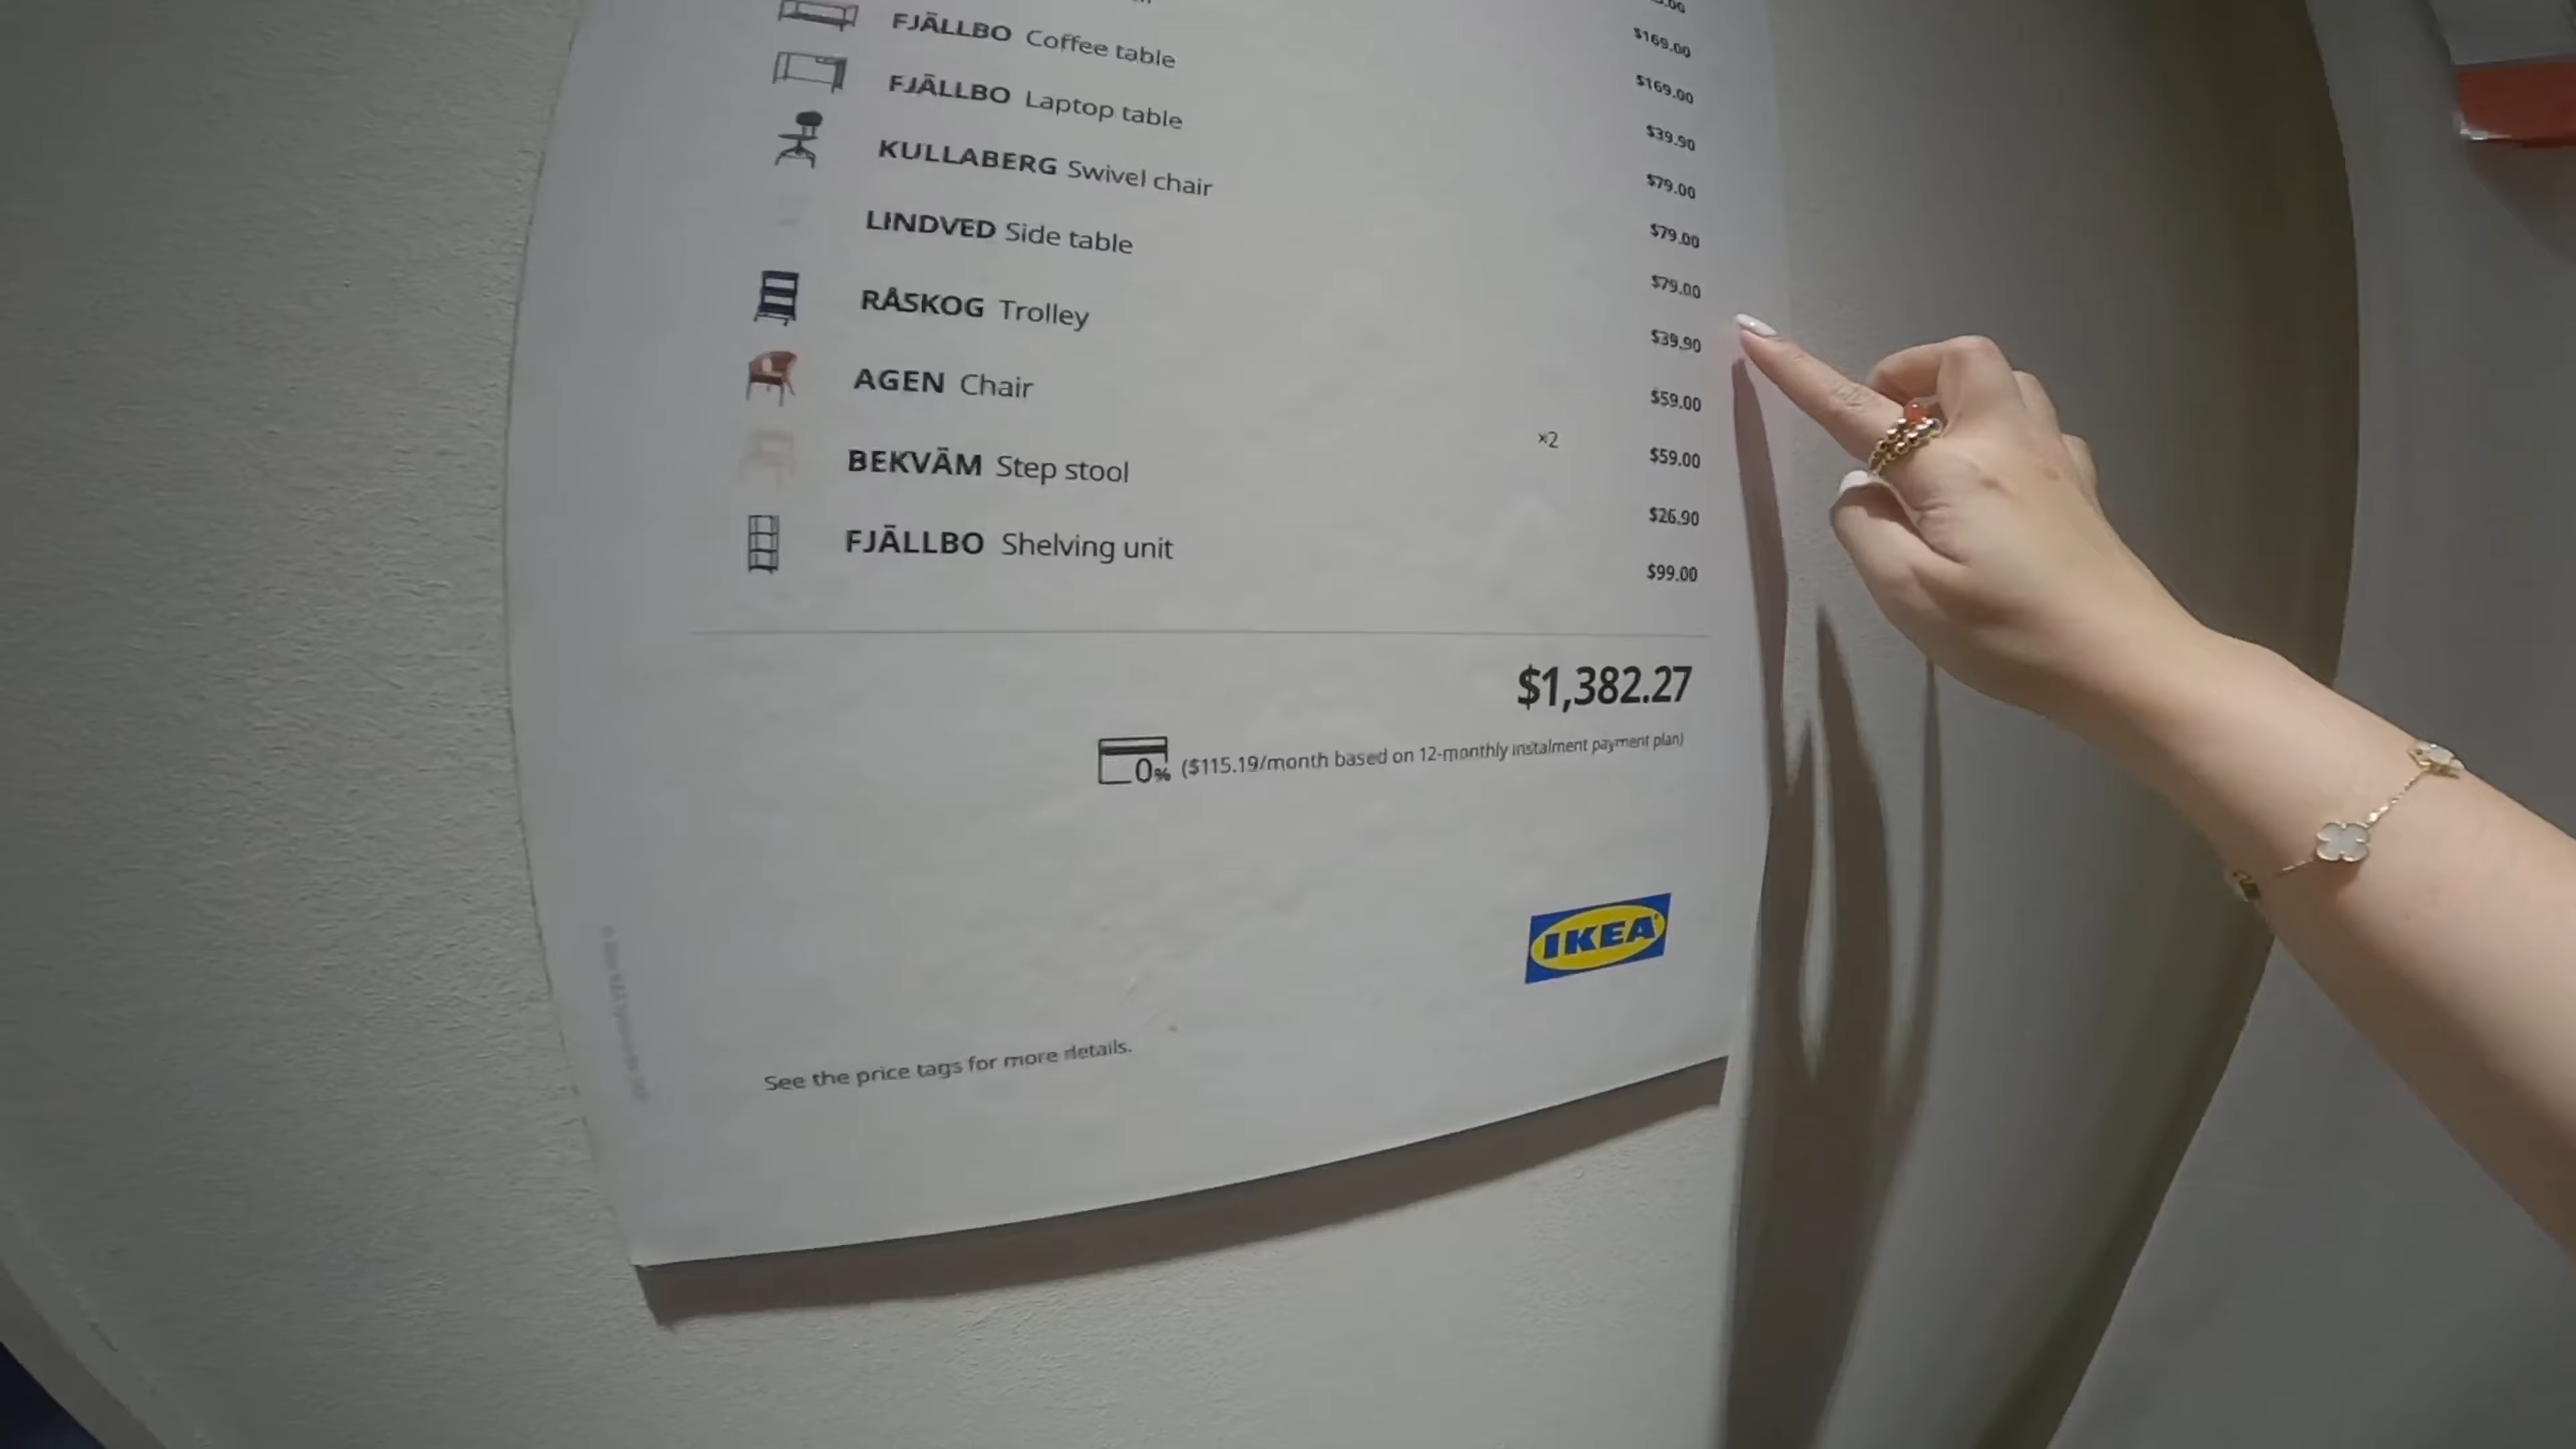 $169.00
$169.00
$39.90
FJÄLLBO Coffee table $79.00
FJÄLLBO Laptop table $79.00
KULLABERG Swivel chair $79.00
LINDVED Side table $39.90
RÅSKOG Trolley $59.00
AGEN Chair ×2 $59.00
BEKVÄM Step stool $26.90
FJÄLLBO Shelving unit $99.00
$1,382.27
0% ($115.19/month based on 12-monthly instalment payment plan)
IKEA
See the price tags for more details.